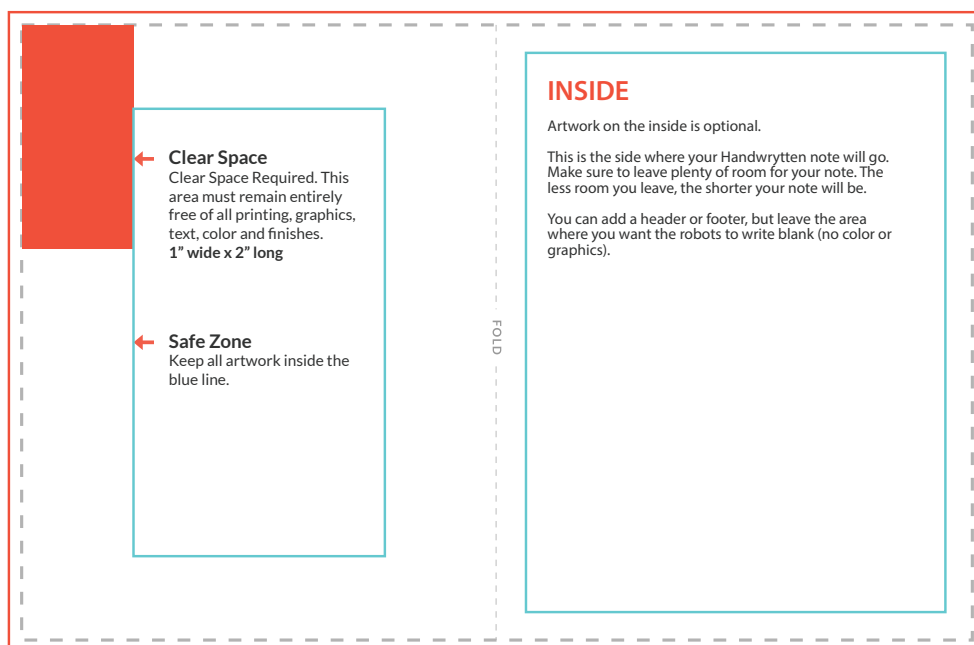 Clear Space
Clear Space Required. This
area must remain entirely
free of all printing, graphics,
text, color and finishes.
1” wide x 2” long
Safe Zone
Keep all artwork inside the
blue line.
FOLD
INSIDE
Artwork on the inside is optional.
This is the side where your Handwrytten note will go.
Make sure to leave plenty of room for your note. The
less room you leave, the shorter your note will be.
You can add a header or footer, but leave the area
where you want the robots to write blank (no color or
graphics).